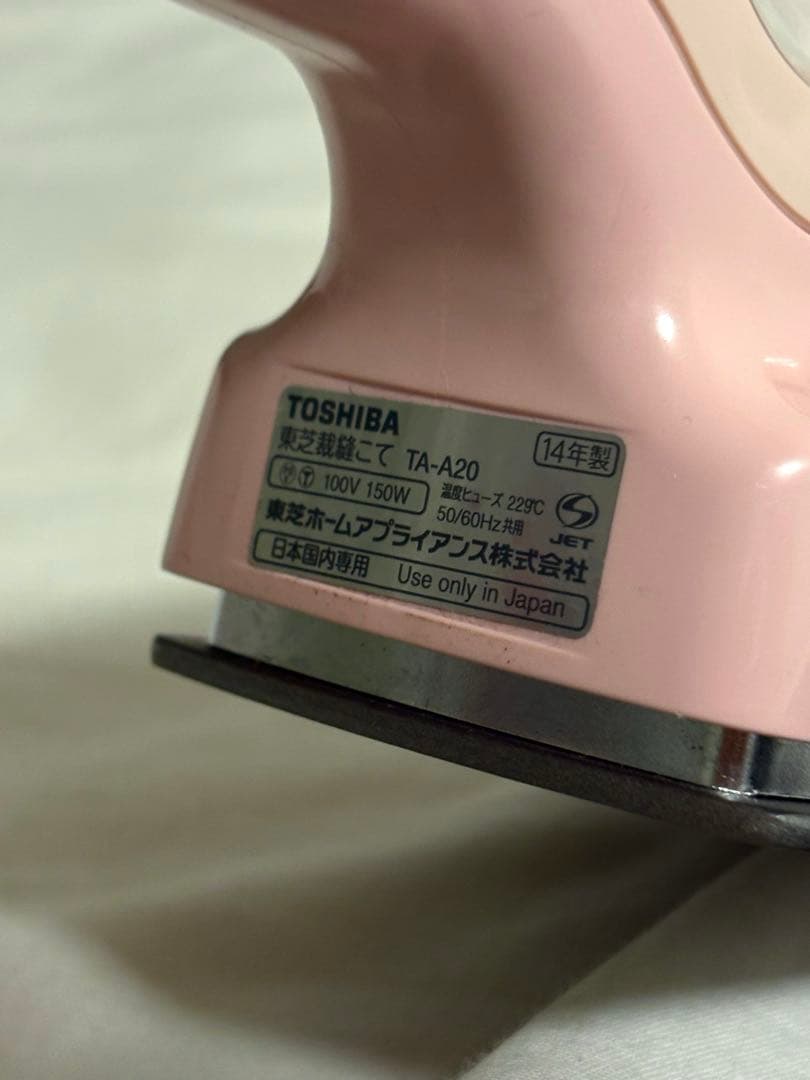 TOSHIBA
東芝裁縫こて TA-A20 14年製
100V 150W 温度ヒューズ 229℃
50/60Hz共用
JET
東芝ホームアプライアンス株式会社
日本国内専用 Use only in Japan